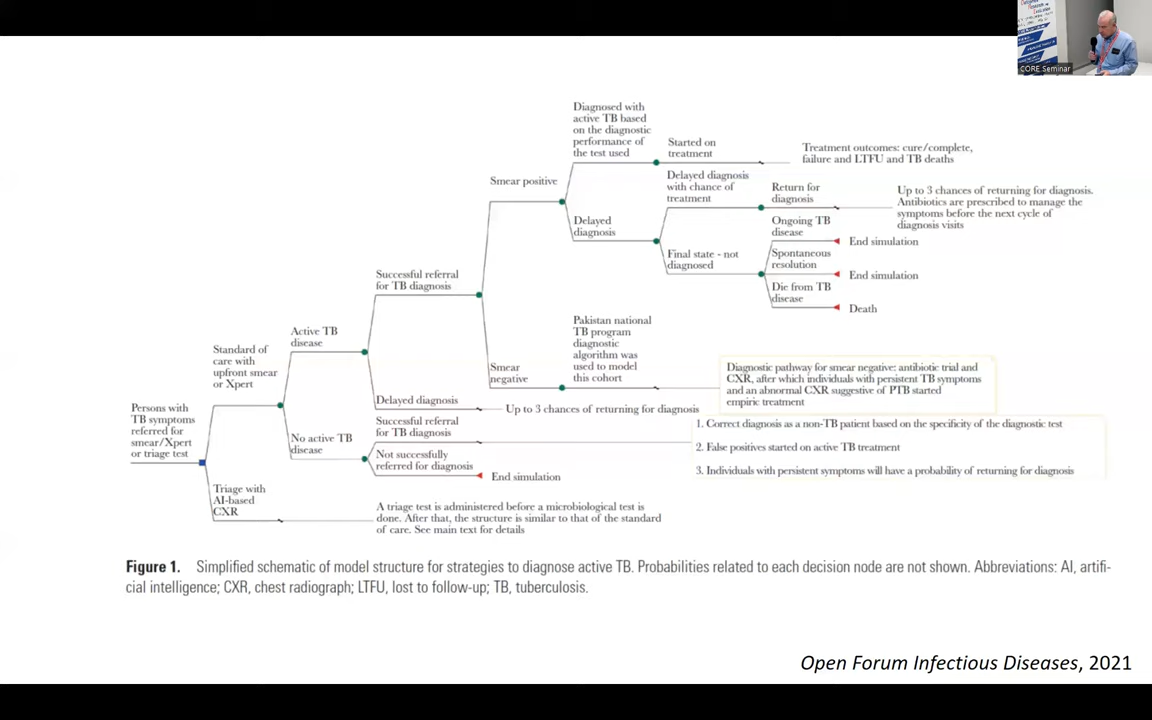 CORE Seminar
Diagnosed with
active TB based
on the diagnostic
performance of
the test used
Started on
treatment
Treatment outcomes: cure/complete,
failure and LTFU and TB deaths
Smear positive
Delayed diagnosis
with chance of
treatment
Return for
diagnosis
Up to 3 chances of returning for diagnosis.
Antibiotics are prescribed to manage the
symptoms before the next cycle of
diagnosis visits
Delayed
diagnosis
Ongoing TB
disease
End simulation
Final state - not
diagnosed
Spontaneous
resolution
End simulation
Die from TB
disease
Death
Successful referral
for TB diagnosis
Pakistan national
TB program
diagnostic
algorithm was
used to model
this cohort
Smear
negative
Diagnostic pathway for smear negative: antibiotic trial and
CXR, after which individuals with persistent TB symptoms
and an abnormal CXR suggestive of PTB started
empiric treatment
Active TB
disease
Standard of
care with
upfront smear
or Xpert
Delayed diagnosis
Up to 3 chances of returning for diagnosis
Persons with
TB symptoms
referred for
smear/Xpert
or triage test
No active TB
disease
Successful referral
for TB diagnosis
1. Correct diagnosis as a non-TB patient based on the specificity of the diagnostic test
2. False positives started on active TB treatment
3. Individuals with persistent symptoms will have a probability of returning for diagnosis
Not successfully
referred for diagnosis
End simulation
Triage with
AI-based
CXR
A triage test is administered before a microbiological test is
done. After that, the structure is similar to that of the standard
of care. See main text for details
Figure 1. Simplified schematic of model structure for strategies to diagnose active TB. Probabilities related to each decision node are not shown. Abbreviations: AI, artifi-
cial intelligence; CXR, chest radiograph; LTFU, lost to follow-up; TB, tuberculosis.
Open Forum Infectious Diseases, 2021